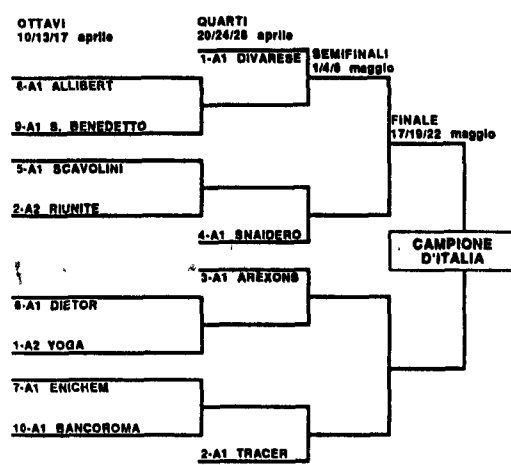 OTTAVI
10/13/17 aprile
QUARTI
20/24/28 aprile
1-A1 DIVARESE
SEMIFINALI
1/4/6 maggio
8-A1 ALLIBERT
9-A1 S. BENEDETTO
FINALE
17/19/22 maggio
5-A1 SCAVOLINI
2-A2 RIUNITE
4-A1 SNAIDERO
CAMPIONE
D'ITALIA
3-A1 AREXONS
6-A1 DIETOR
1-A2 YOGA
7-A1 ENICHEM
10-A1 BANCOROMA
2-A1 TRACER